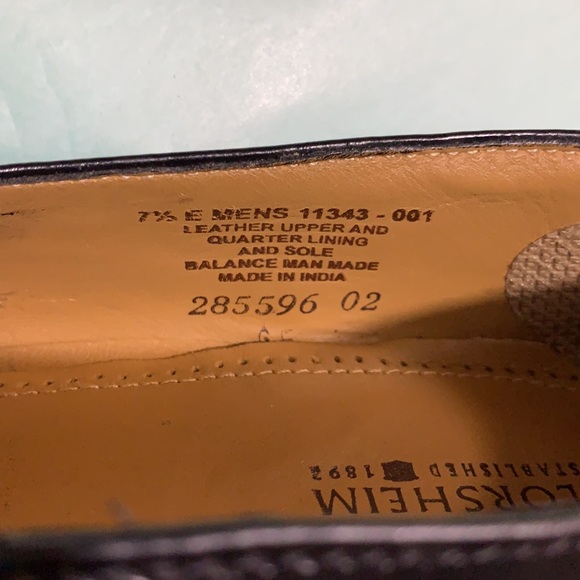 7½ E MENS 11343 - 001
LEATHER UPPER AND
QUARTER LINING
AND SOLE
BALANCE MAN MADE
MADE IN INDIA
285596 02
LORSHEIM
STABLISHED 1892